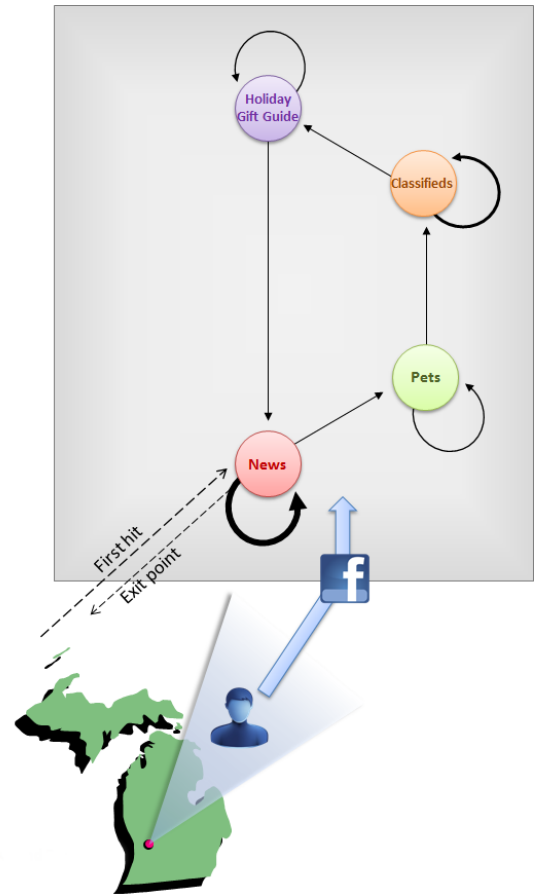 Holiday
Gift Guide
Classifieds
Pets
News
First hit
Exit point
f